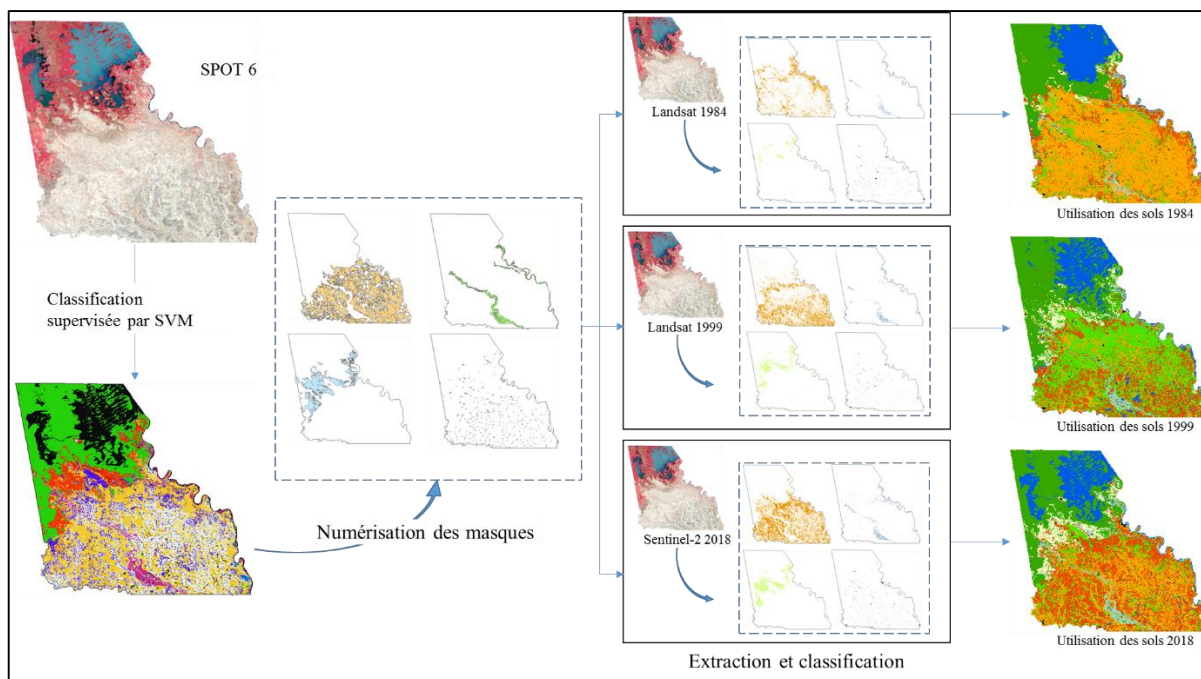 SPOT 6
Classification
supervisée par SVM
Numérisation des masques
Landsat 1984
Landsat 1999
Sentinel-2 2018
Extraction et classification
Utilisation des sols 1984
Utilisation des sols 1999
Utilisation des sols 2018